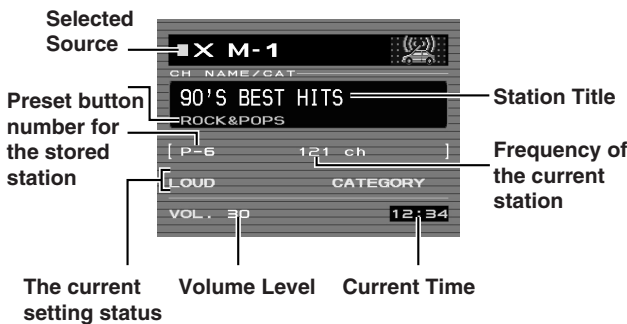 Selected
Source
X M-1
CH NAME/CAT
90'S BEST HITS
ROCK&POPS
Station Title
Preset button
number for
the stored
station
[ P-6 121 ch ]
Frequency of
the current
station
LOUD CATEGORY
VOL. 30 12:34
The current
setting status
Volume Level
Current Time